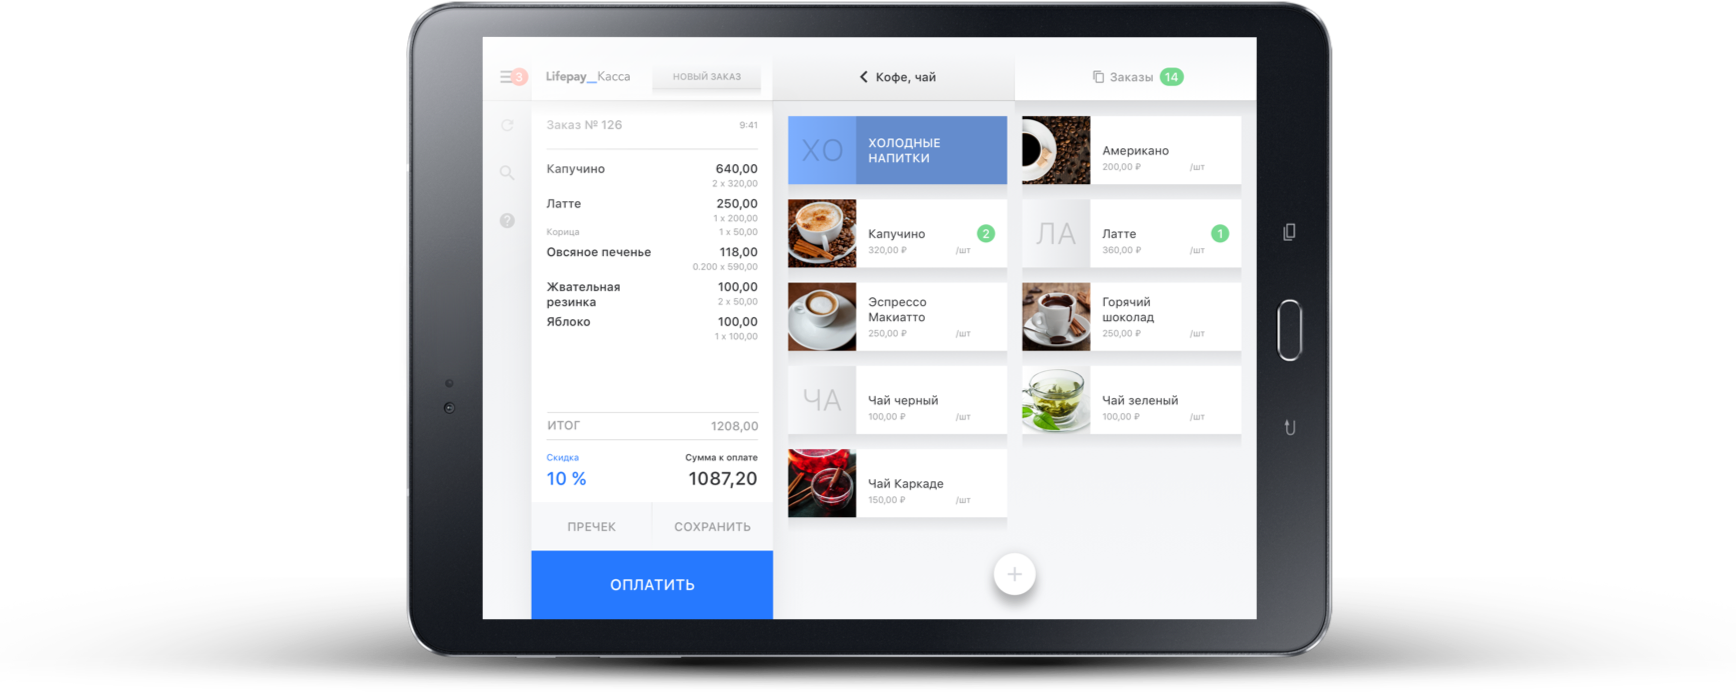 3
Lifepay_Касса
НОВЫЙ ЗАКАЗ
Кофе, чай
Заказы 14
Заказ № 126 9:41
Капучино 640,00
2 x 320,00
Латте 250,00
1 x 200,00
Корица 1 x 50,00
Овсяное печенье 118,00
0.200 x 590,00
Жвательная 100,00
резинка 2 x 50,00
Яблоко 100,00
1 x 100,00
ИТОГ 1208,00
Скидка Сумма к оплате
10 % 1087,20
ПРЕЧЕК СОХРАНИТЬ
ОПЛАТИТЬ
ХО
ХОЛОДНЫЕ
НАПИТКИ
Американо
200,00 ₽ /шт
Капучино 2
320,00 ₽ /шт
ЛА
Латте 1
360,00 ₽ /шт
Эспрессо
Макиатто
250,00 ₽ /шт
Горячий
шоколад
250,00 ₽ /шт
ЧА
Чай черный
100,00 ₽ /шт
Чай зеленый
100,00 ₽ /шт
Чай Каркаде
150,00 ₽ /шт